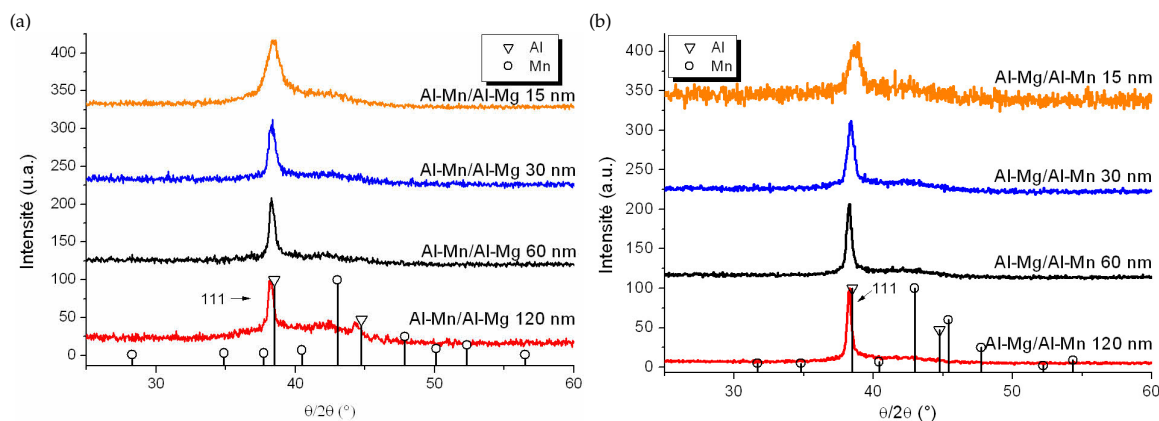 (a)
Intensité (u.a.)
400
350
300
250
200
150
100
50
0
Al
Mn
Al-Mn/Al-Mg 15 nm
Al-Mn/Al-Mg 30 nm
Al-Mn/Al-Mg 60 nm
111
Al-Mn/Al-Mg 120 nm
30 40 50 60
θ/2θ (°)
(b)
Intensité (a.u.)
400
350
300
250
200
150
100
50
0
Al
Mn
Al-Mg/Al-Mn 15 nm
Al-Mg/Al-Mn 30 nm
Al-Mg/Al-Mn 60 nm
111
Al-Mg/Al-Mn 120 nm
30 40 50 60
θ/2θ (°)